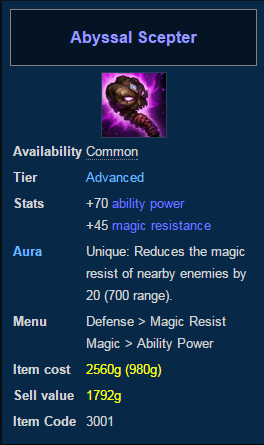 Abyssal Scepter
Availability Common
Tier Advanced
Stats +70 ability power
+45 magic resistance
Aura Unique: Reduces the magic
resist of nearby enemies by
20 (700 range).
Menu Defense > Magic Resist
Magic > Ability Power
Item cost 2560g (980g)
Sell value 1792g
Item Code 3001